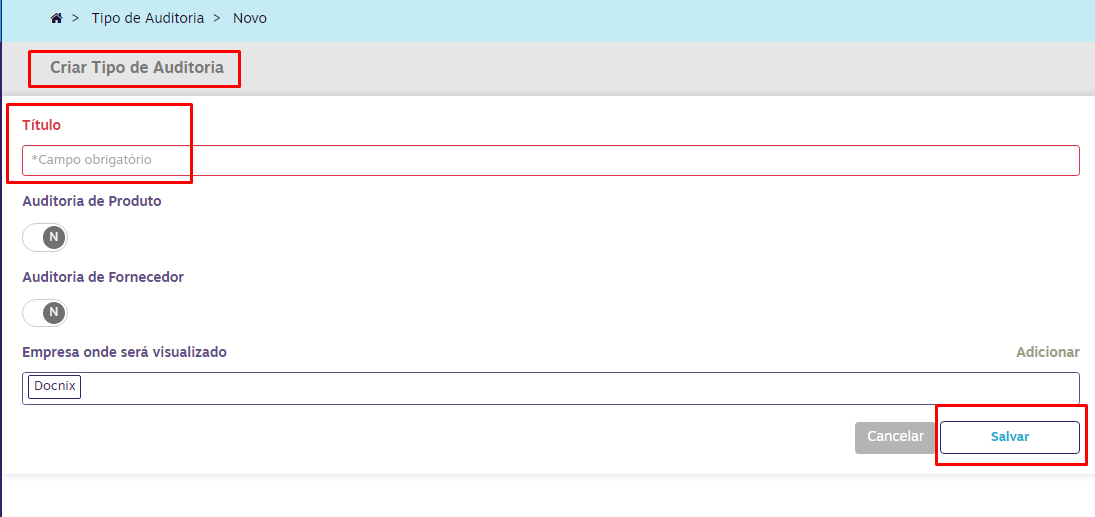 > Tipo de Auditoria > Novo
Criar Tipo de Auditoria
Título
*Campo obrigatório
Auditoria de Produto
N
Auditoria de Fornecedor
N
Empresa onde será visualizado Adicionar
Docnix
Cancelar Salvar